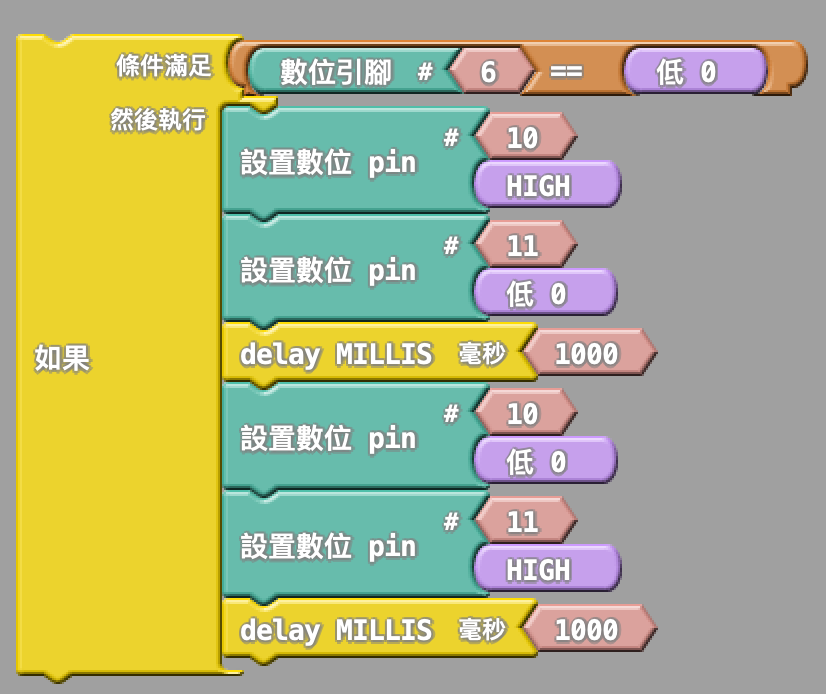 條件滿足 數位引腳 # 6 == 低 0
然後執行
設置數位 pin # 10
HIGH
設置數位 pin # 11
低 0
delay MILLIS 毫秒 1000
如果
設置數位 pin # 10
低 0
設置數位 pin # 11
HIGH
delay MILLIS 毫秒 1000